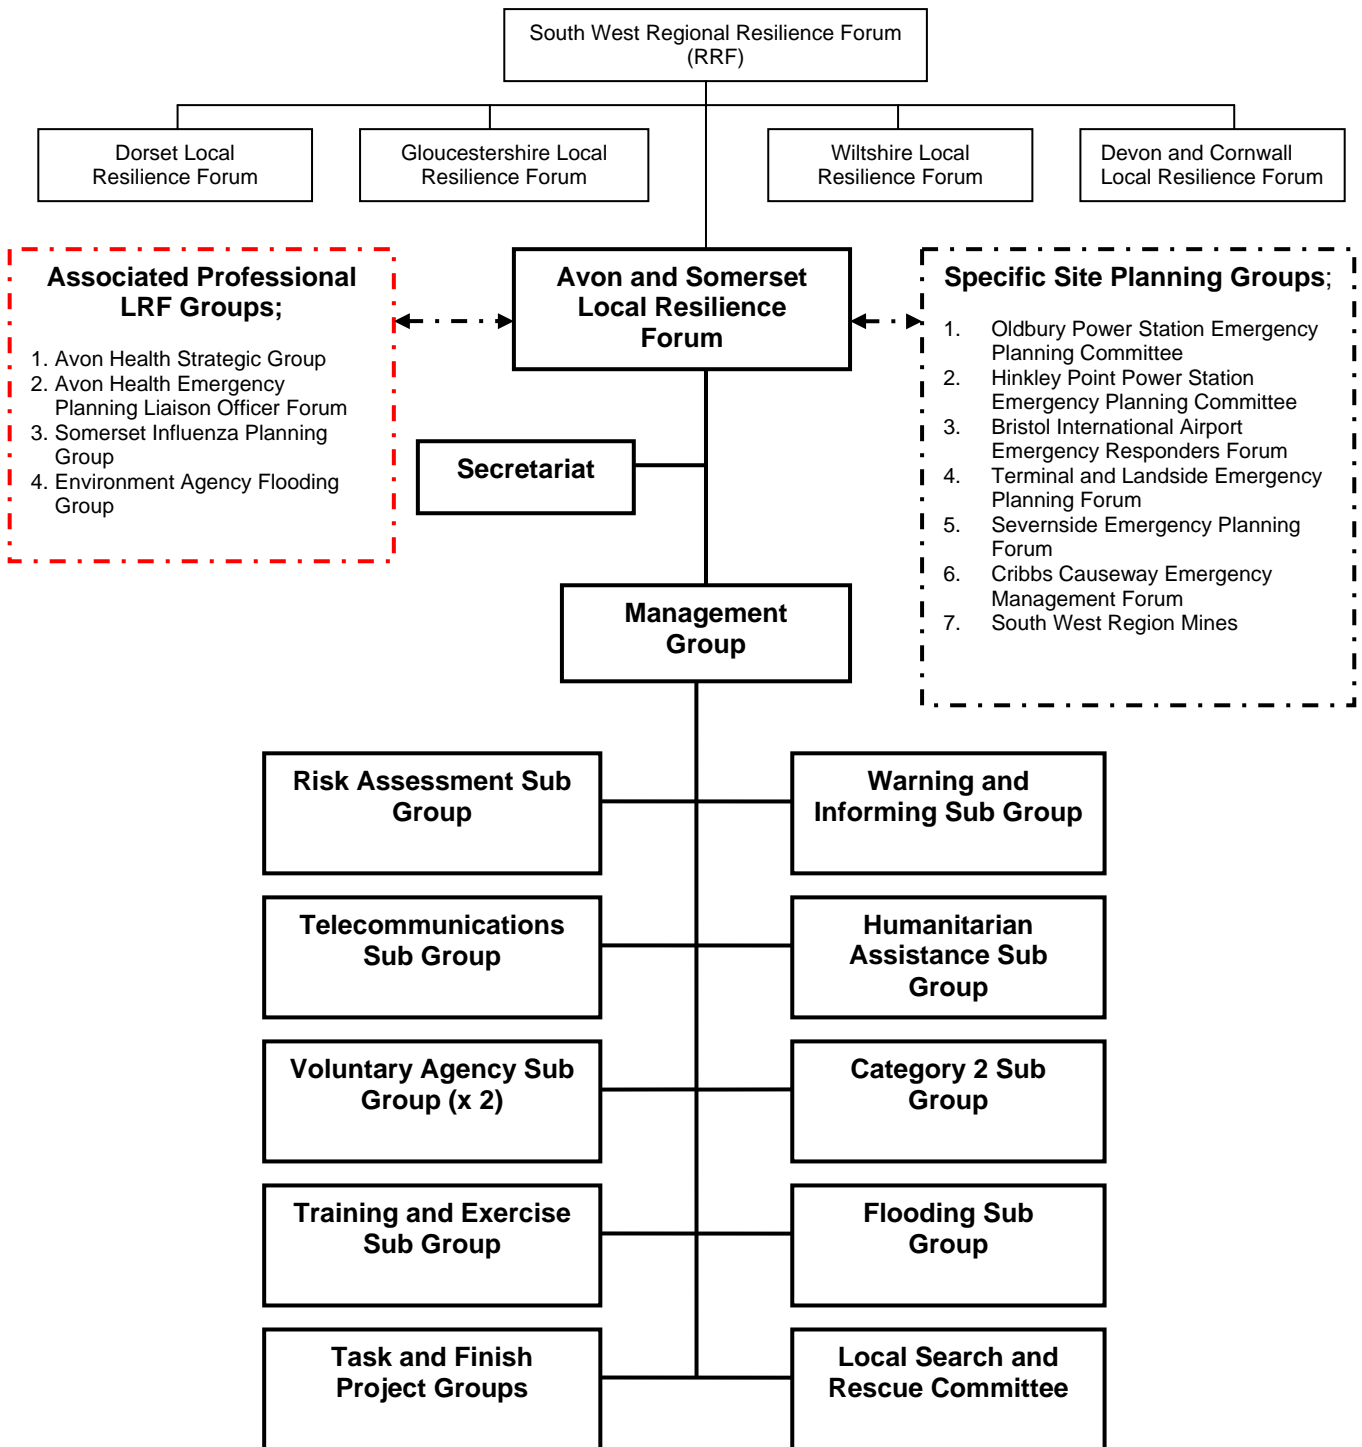 South West Regional Resilience Forum
(RRF)
Dorset Local
Resilience Forum
Gloucestershire Local
Resilience Forum
Wiltshire Local
Resilience Forum
Devon and Cornwall
Local Resilience Forum
Associated Professional
LRF Groups;
1. Avon Health Strategic Group
2. Avon Health Emergency
Planning Liaison Officer Forum
3. Somerset Influenza Planning
Group
4. Environment Agency Flooding
Group
Avon and Somerset
Local Resilience
Forum
Specific Site Planning Groups;
1. Oldbury Power Station Emergency
Planning Committee
2. Hinkley Point Power Station
Emergency Planning Committee
3. Bristol International Airport
Emergency Responders Forum
4. Terminal and Landside Emergency
Planning Forum
5. Severnside Emergency Planning
Forum
6. Cribbs Causeway Emergency
Management Forum
7. South West Region Mines
Secretariat
Management
Group
Risk Assessment Sub
Group
Warning and
Informing Sub Group
Telecommunications
Sub Group
Humanitarian
Assistance Sub
Group
Voluntary Agency Sub
Group (x 2)
Category 2 Sub
Group
Training and Exercise
Sub Group
Flooding Sub
Group
Task and Finish
Project Groups
Local Search and
Rescue Committee